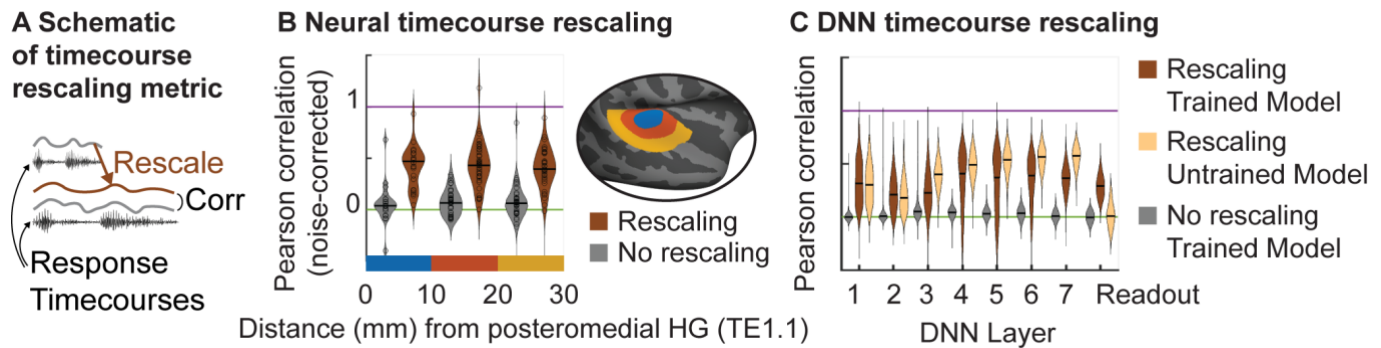 A Schematic
of timecourse
rescaling metric
Rescale
Corr
Response
Timecourses
B Neural timecourse rescaling
Pearson correlation
(noise-corrected)
1
0
0 10 20 30
Distance (mm) from posteromedial HG (TE1.1)
Rescaling
No rescaling
C DNN timecourse rescaling
Pearson correlation
1 2 3 4 5 6 7 Readout
DNN Layer
Rescaling
Trained Model
Rescaling
Untrained Model
No rescaling
Trained Model